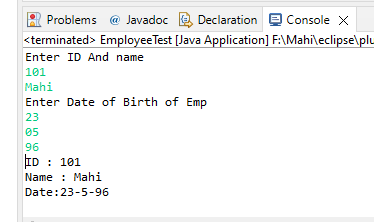 Problems @ Javadoc Declaration Console
<terminated> EmployeeTest [Java Application] F:\Mahi\eclipse\plu
Enter ID And name
101
Mahi
Enter Date of Birth of Emp
23
05
96
ID : 101
Name : Mahi
Date:23-5-96